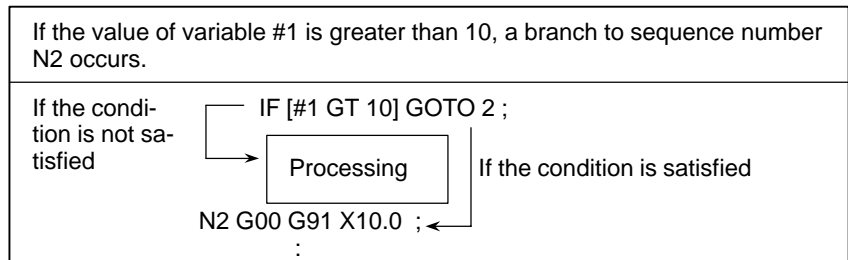 If the value of variable #1 is greater than 10, a branch to sequence number
N2 occurs.
If the condi-
tion is not sa-
tisfied
IF [#1 GT 10] GOTO 2 ;
Processing
If the condition is satisfied
N2 G00 G91 X10.0 ;
: